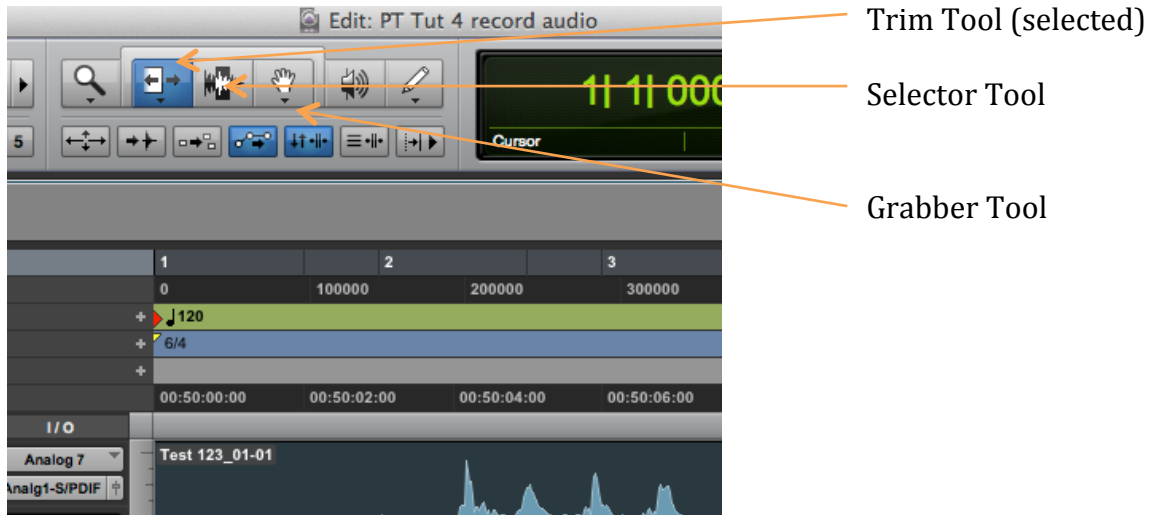 Edit: PT Tut 4 record audio
Trim Tool (selected)
Selector Tool
1| 1| 000
5
Cursor
Grabber Tool
1 2 3
0 100000 200000 300000
+ 120
+ 6/4
+
00:50:00:00 00:50:02:00 00:50:04:00 00:50:06:00
I/O
Analog 7
Test 123_01-01
Analg1-S/PDIF